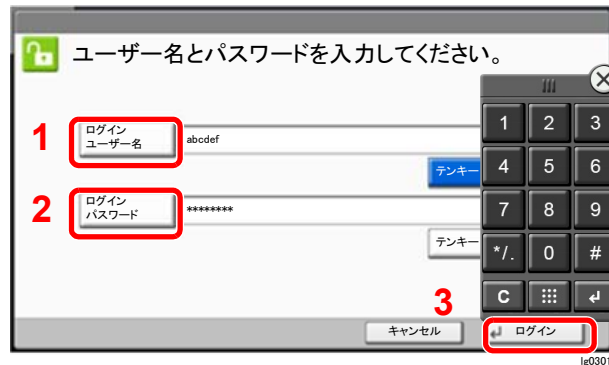 ユーザー名とパスワードを入力してください。
1
ログイン
ユーザー名
abcdef
テンキー
2
ログイン
パスワード
********
テンキー
1 2 3
4 5 6
7 8 9
*/. 0 #
C
3
キャンセル
ログイン
lg0301